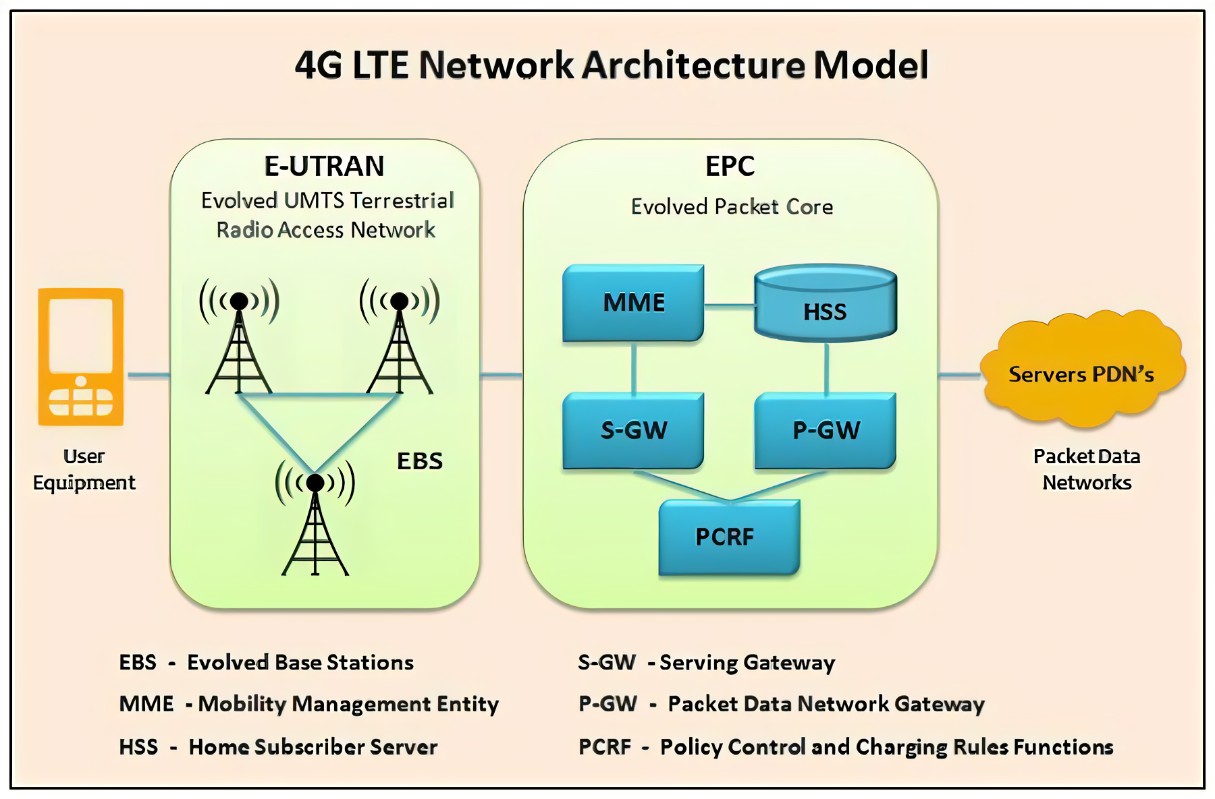 4G LTE Network Architecture Model
E-UTRAN
Evolved UMTS Terrestrial
Radio Access Network
EBS
EPC
Evolved Packet Core
MME
HSS
S-GW
P-GW
PCRF
User
Equipment
Servers PDN's
Packet Data
Networks
EBS - Evolved Base Stations
MME - Mobility Management Entity
HSS - Home Subscriber Server
S-GW - Serving Gateway
P-GW - Packet Data Network Gateway
PCRF - Policy Control and Charging Rules Functions